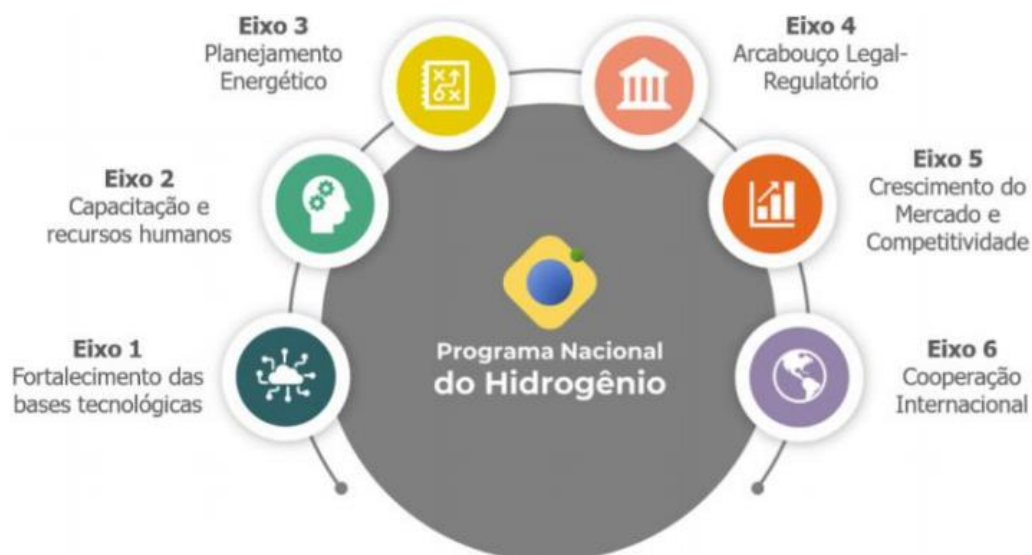 Eixo 1
Fortalecimento das
bases tecnológicas
Eixo 2
Capacitação e
recursos humanos
Eixo 3
Planejamento
Energético
Eixo 4
Arcabouço Legal-
Regulatório
Eixo 5
Crescimento do
Mercado e
Competitividade
Eixo 6
Cooperação
Internacional
Programa Nacional
do Hidrogênio